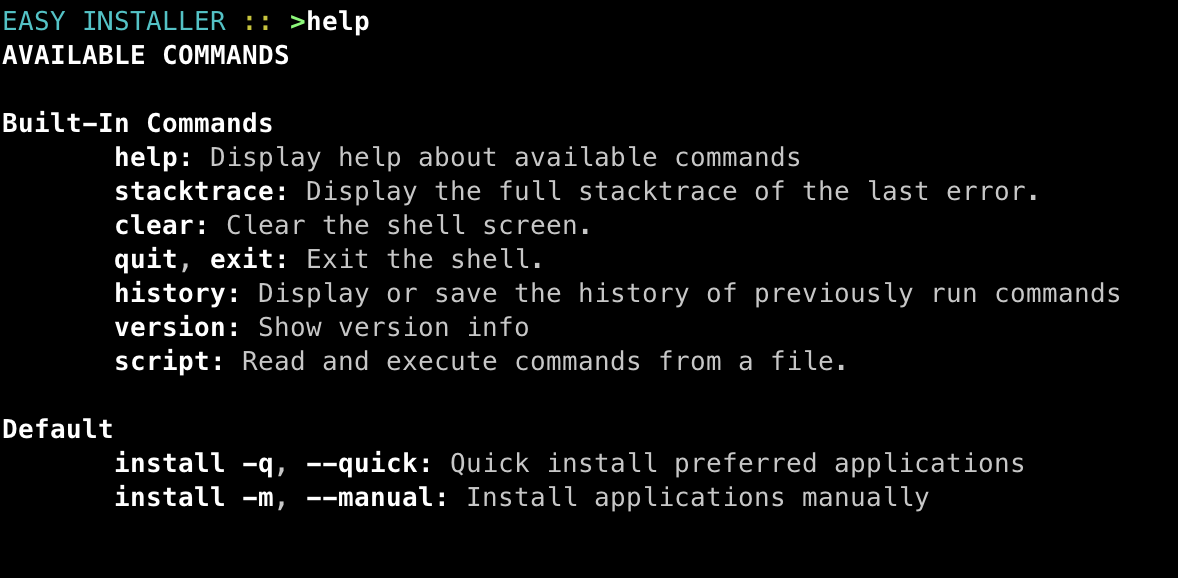 EASY INSTALLER :: >help
AVAILABLE COMMANDS
Built-In Commands
help: Display help about available commands
stacktrace: Display the full stacktrace of the last error.
clear: Clear the shell screen.
quit, exit: Exit the shell.
history: Display or save the history of previously run commands
version: Show version info
script: Read and execute commands from a file.
Default
install -q, --quick: Quick install preferred applications
install -m, --manual: Install applications manually